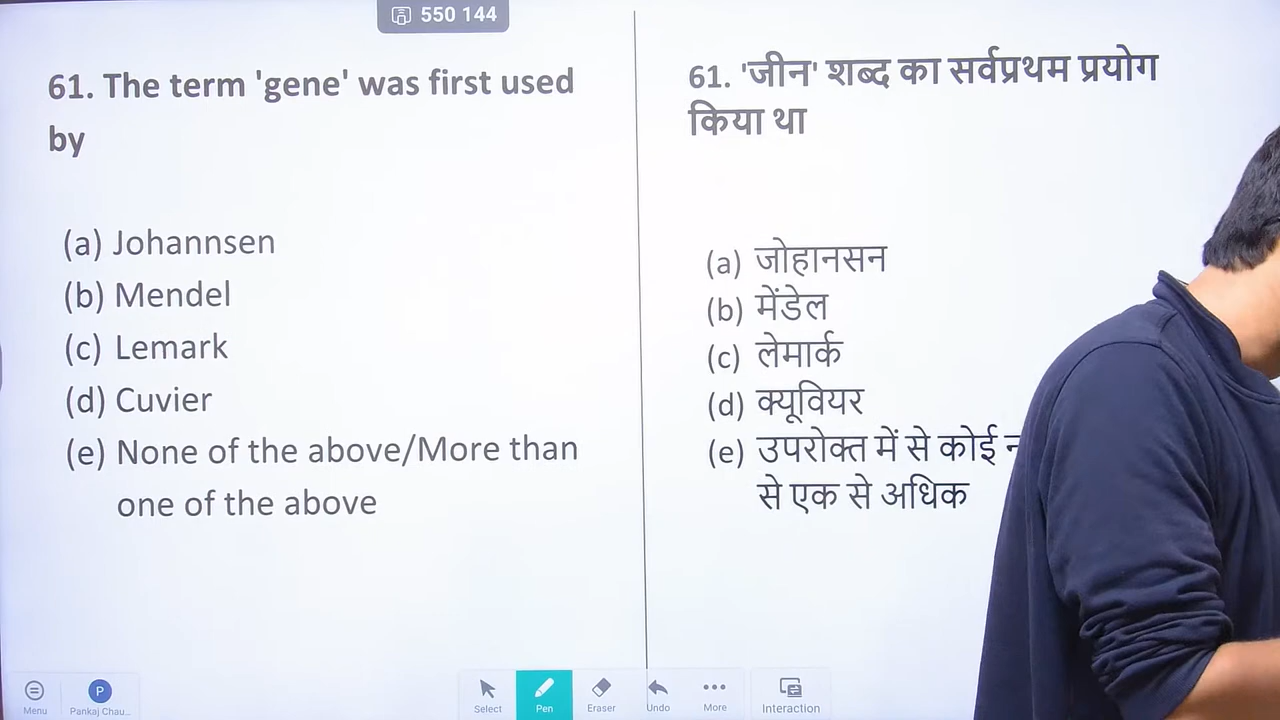 550 144
61. The term 'gene' was first used
by
(a) Johannsen
(b) Mendel
(c) Lemark
(d) Cuvier
(e) None of the above/More than
one of the above
61. 'जीन' शब्द का सर्वप्रथम प्रयोग
किया था
(a) जोहानसन
(b) मेंडेल
(c) लेमार्क
(d) क्यूवियर
(e) उपरोक्त में से कोई
से एक से अधिक
Menu
P
Pankaj Chau...
Select
Pen
Eraser
Undo
More
Interaction